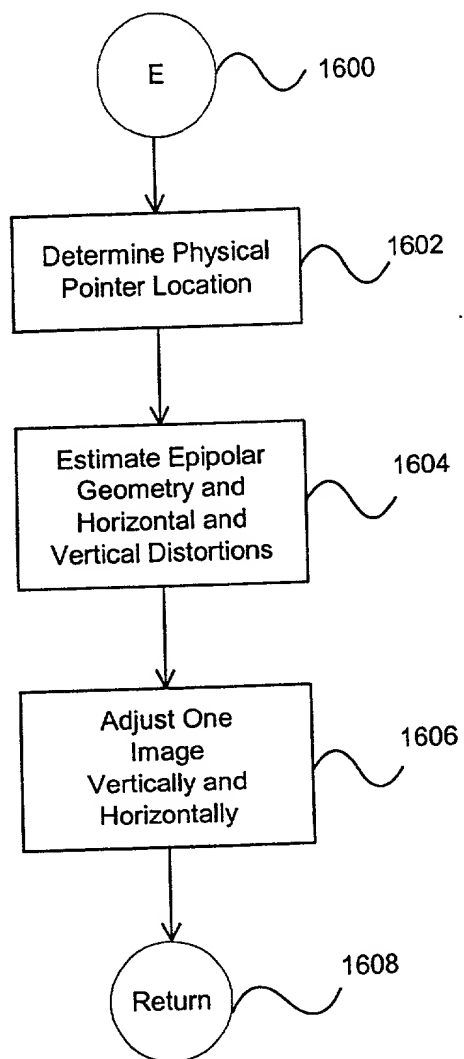 E
1600
Determine Physical
Pointer Location
1602
Estimate Epipolar
Geometry and
Horizontal and
Vertical Distortions
1604
Adjust One
Image
Vertically and
Horizontally
1606
Return
1608